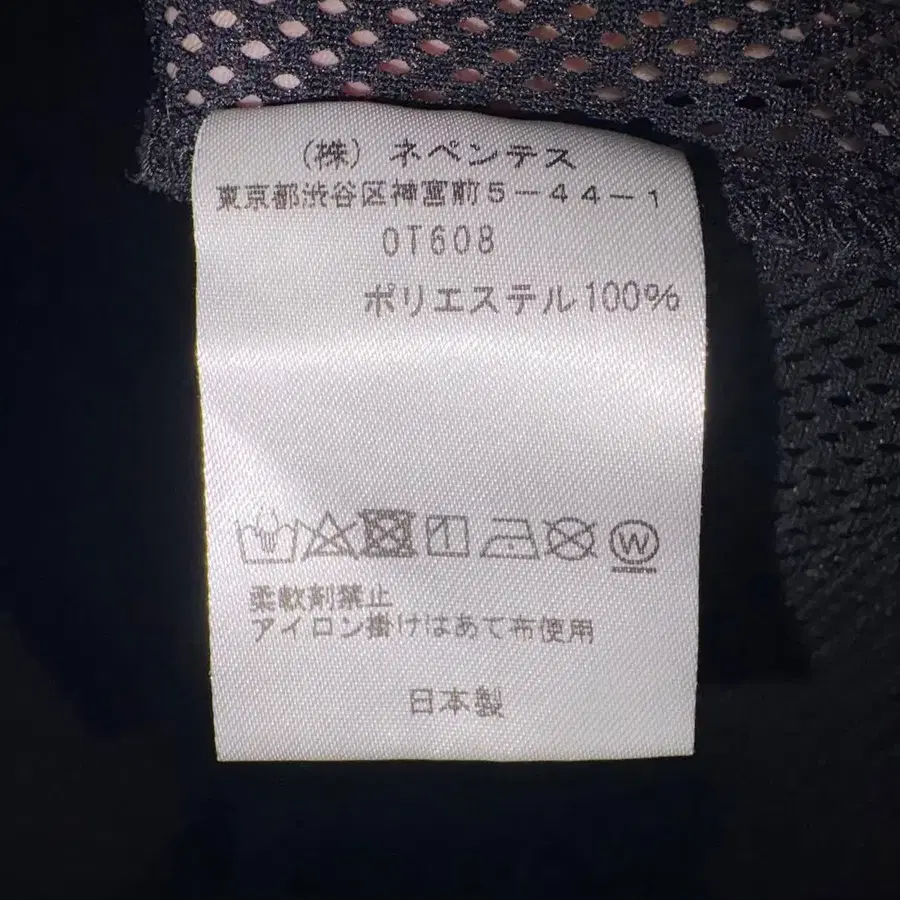 (株) ネペンテス
東京都渋谷区神宮前5-44-1
OT608
ポリエステル100%
W
柔軟剤禁止
アイロン掛けはあて布使用
日本製